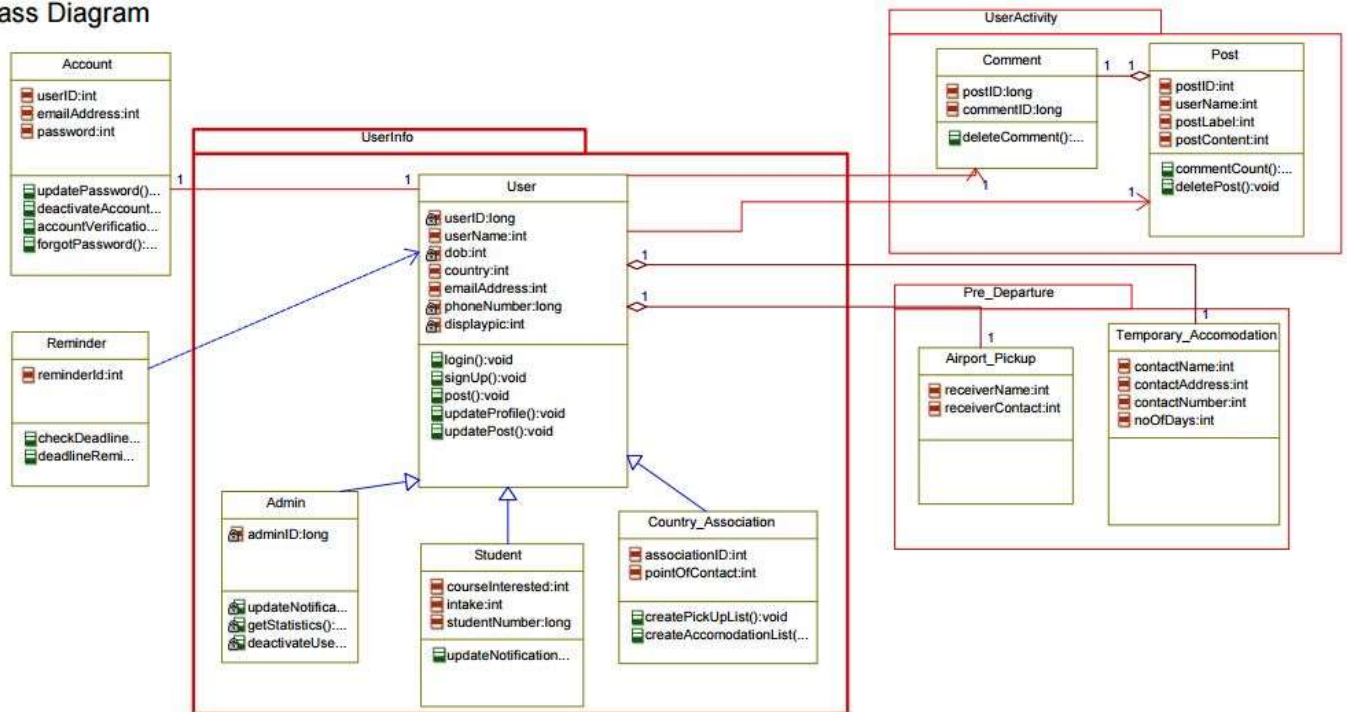 ass Diagram
Account
userID:int
emailAddress:int
password:int
updatePassword()...
deactivateAccount...
accountVerificatio...
forgotPassword():...
1
1
Reminder
reminderId:int
checkDeadline...
deadlineRemi...
UserInfo
User
userID:long
userName:int
dob:int
country:int
emailAddress:int
phoneNumber:long
displaypic:int
login():void
signUp():void
post():void
updateProfile():void
updatePost():void
Admin
adminID:long
updateNotifica...
getStatistics():...
deactivateUse...
Student
courseInterested:int
intake:int
studentNumber:long
updateNotification...
Country_Association
associationID:int
pointOfContact:int
createPickUpList():void
createAccomodationList(...
UserActivity
Comment
postID:long
commentID:long
deleteComment():...
1
1
Post
postID:int
userName:int
postLabel:int
postContent:int
commentCount():...
deletePost():void
1
1
1
1
Pre_Departure
1
Airport_Pickup
receiverName:int
receiverContact:int
1
Temporary_Accomodation
contactName:int
contactAddress:int
contactNumber:int
noOfDays:int